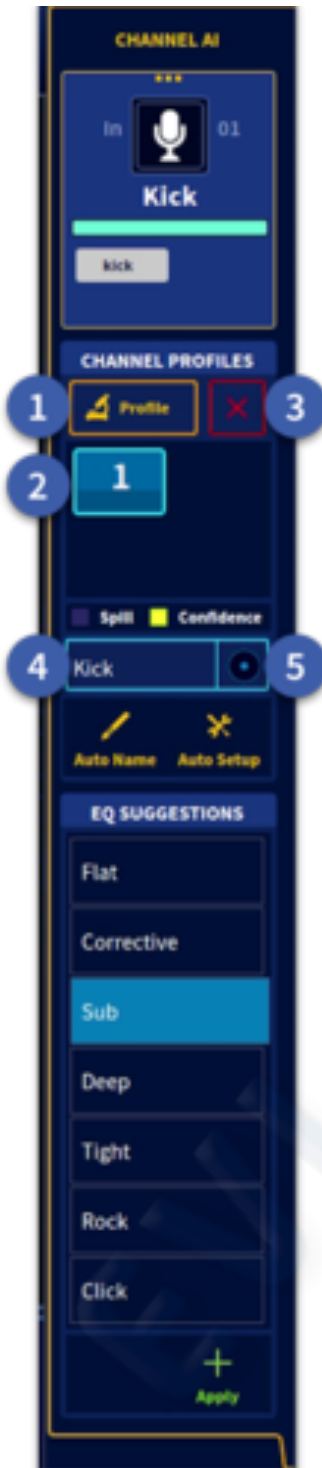 CHANNEL AI
In 01
Kick
kick
CHANNEL PROFILES
1 Profile 3
2 1
Spill Confidence
4 Kick 5
Auto Name Auto Setup
EQ SUGGESTIONS
Flat
Corrective
Sub
Deep
Tight
Rock
Click
Apply